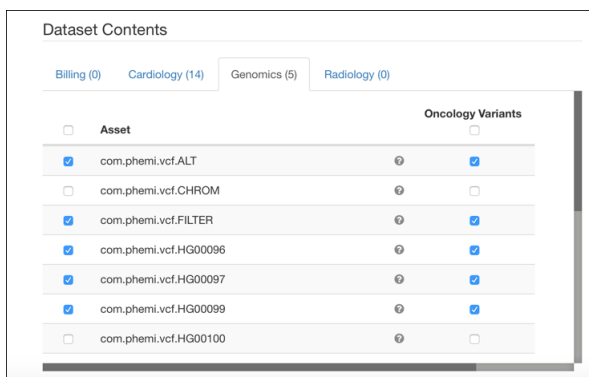 Dataset Contents
Billing (0) Cardiology (14) Genomics (5) Radiology (0)
Oncology Variants
Asset
com.phemi.vcf.ALT ?
com.phemi.vcf.CHROM ?
com.phemi.vcf.FILTER ?
com.phemi.vcf.HG00096 ?
com.phemi.vcf.HG00097 ?
com.phemi.vcf.HG00099 ?
com.phemi.vcf.HG00100 ?